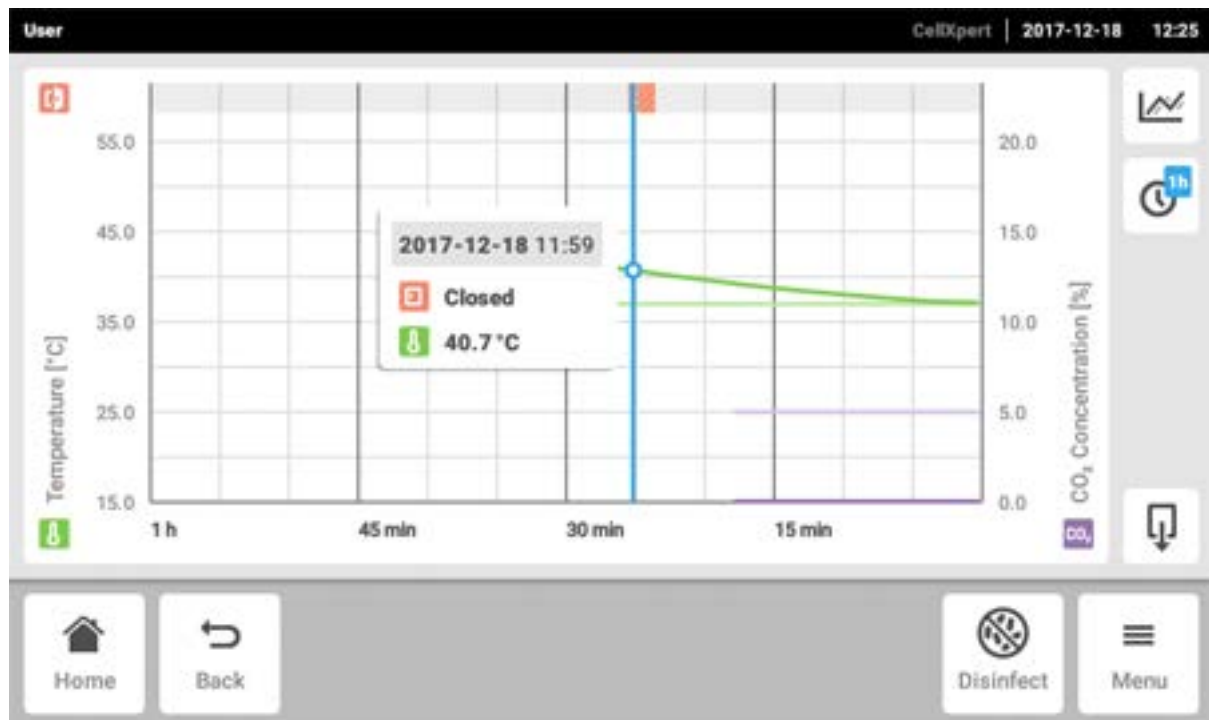 User
CellXpert | 2017-12-18 12:25
55.0
45.0
35.0
25.0
15.0
Temperature [°C]
2017-12-18 11:59
Closed
40.7 °C
1 h
45 min
30 min
15 min
20.0
15.0
10.0
5.0
0.0
CO₂ Concentration [%]
CO₂
1h
Home
Back
Disinfect
Menu